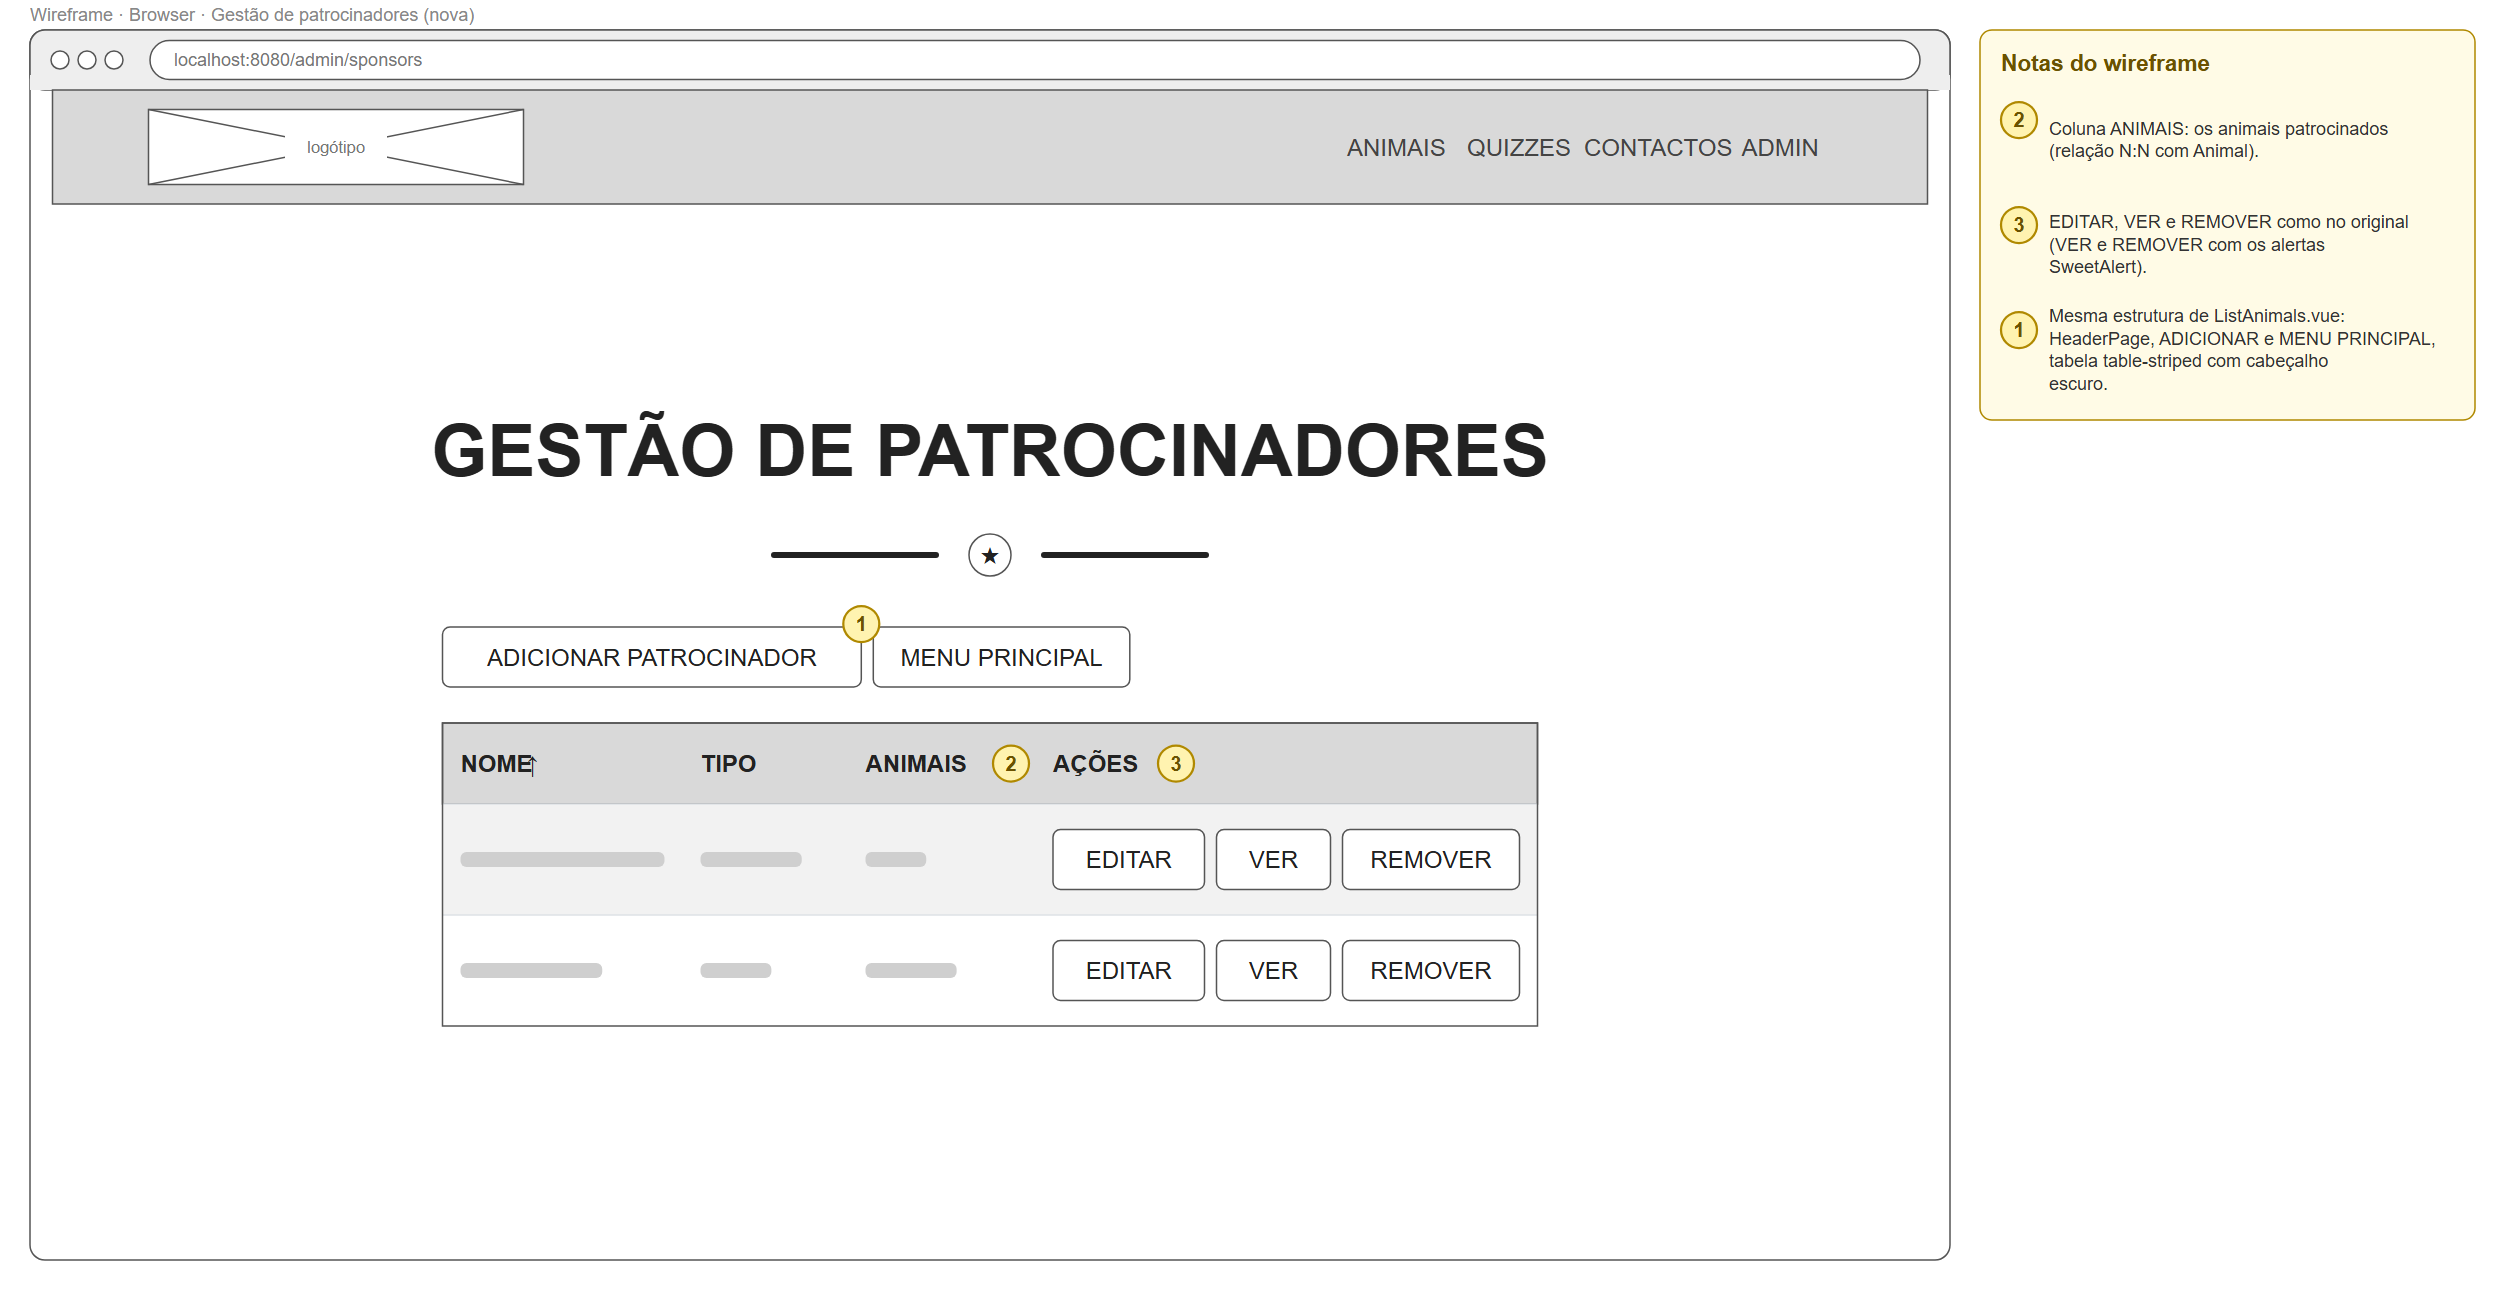 Wireframe · Browser · Gestão de patrocinadores (nova)
localhost:8080/admin/sponsors
logótipo
ANIMAIS QUIZZES CONTACTOS ADMIN
GESTÃO DE PATROCINADORES
★
1
ADICIONAR PATROCINADOR MENU PRINCIPAL
NOME↑ TIPO ANIMAIS 2 AÇÕES 3
EDITAR VER REMOVER
EDITAR VER REMOVER
Notas do wireframe
2 Coluna ANIMAIS: os animais patrocinados
(relação N:N com Animal).
3 EDITAR, VER e REMOVER como no original
(VER e REMOVER com os alertas
SweetAlert).
1 Mesma estrutura de ListAnimals.vue:
HeaderPage, ADICIONAR e MENU PRINCIPAL,
tabela table-striped com cabeçalho
escuro.